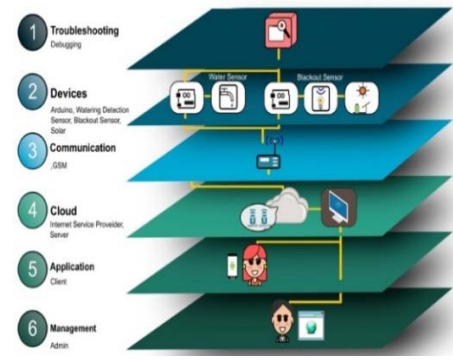 1
Troubleshooting
Debugging
Water Sensor
Blackout Sensor
2
Devices
Arduino, Watering Detection
Sensor, Blackout Sensor,
Solar
3
Communication
,GSM
4
Cloud
Internet Service Proveider,
Server
5
Application
Client
6
Management
Admin